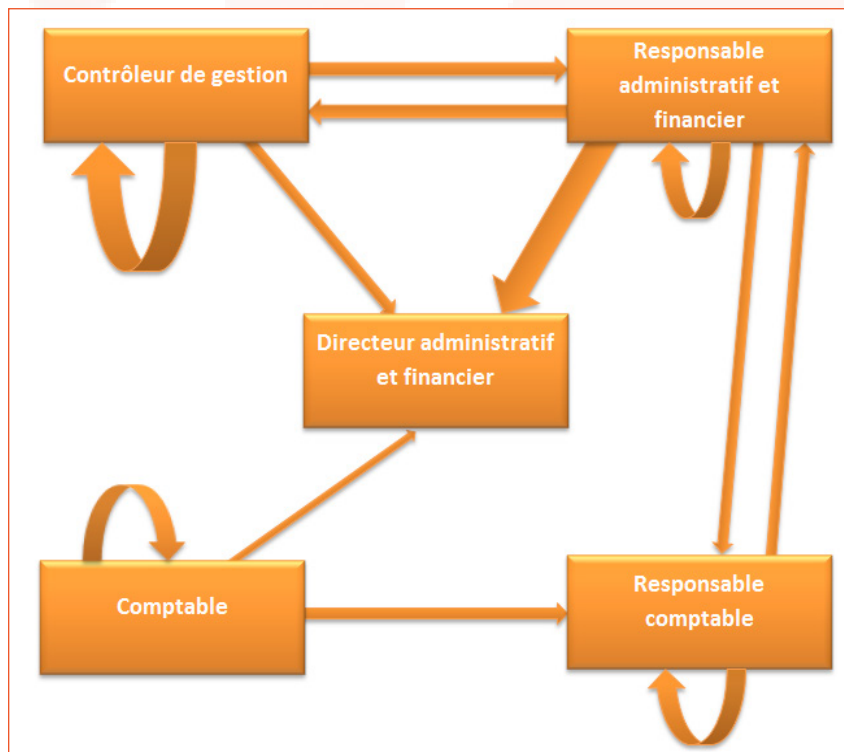 Contrôleur de gestion
Responsable
administratif et
financier
Directeur administratif
et financier
Comptable
Responsable
comptable